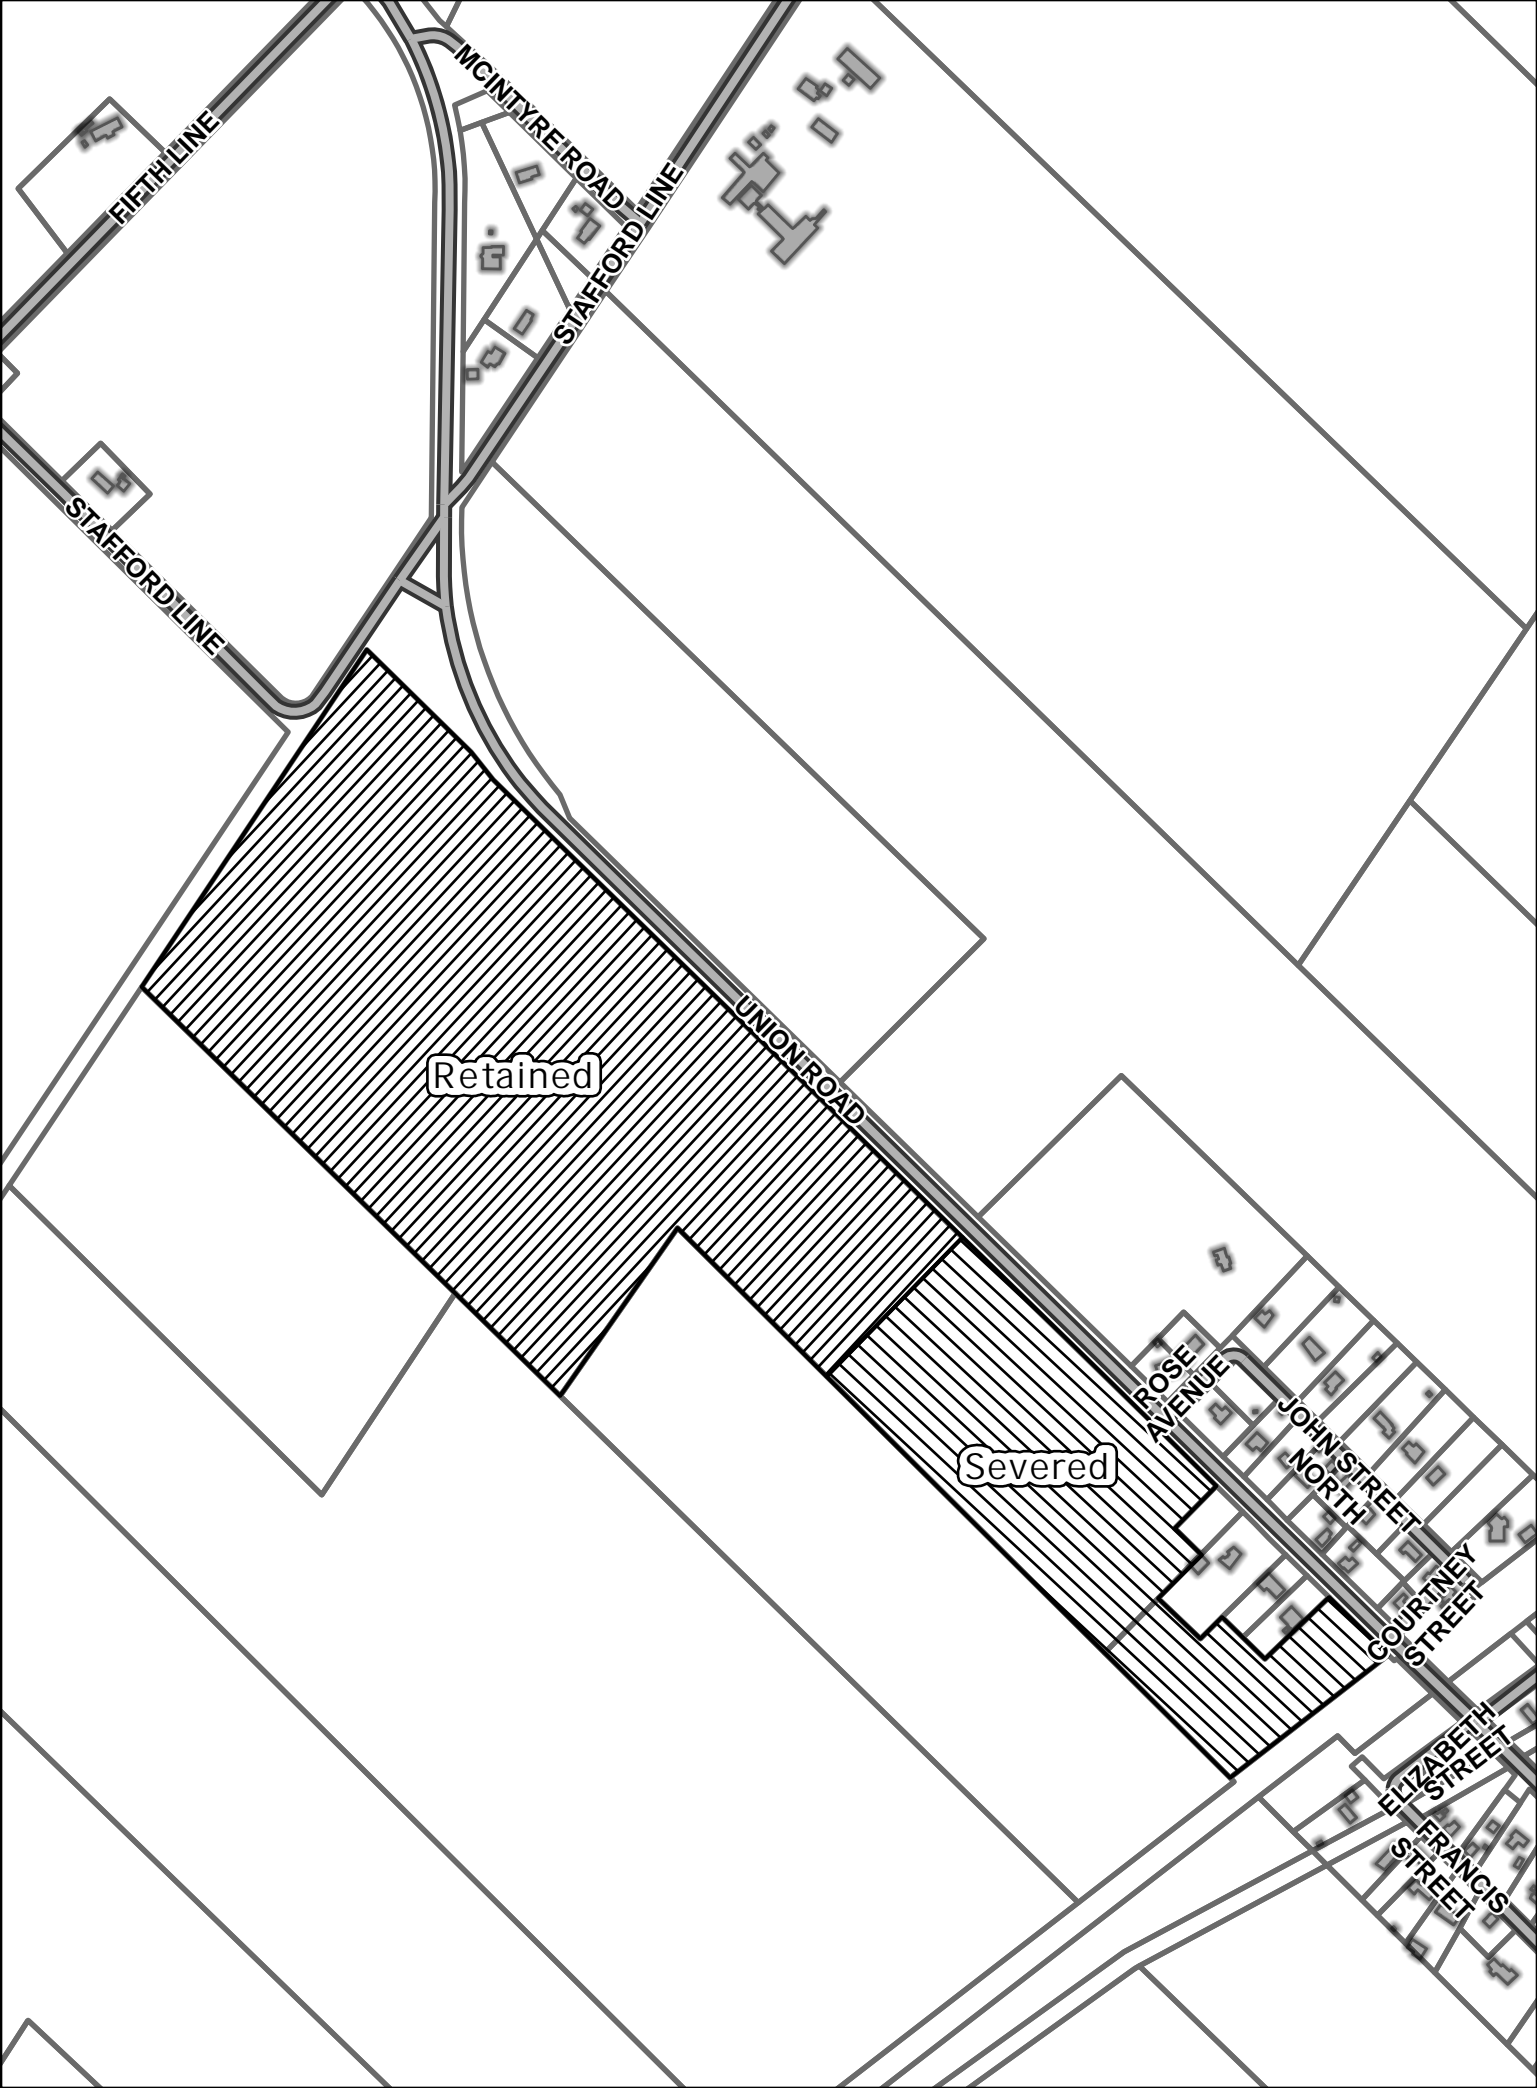 MCINTYRE ROAD
FIFTH LINE
STAFFORD LINE
STAFFORD LINE
UNION ROAD
Retained
ROSE
AVENUE
JOHN STREET
NORTH
Severed
COURTNEY
STREET
ELIZABETH
STREET
FRANCIS
STREET